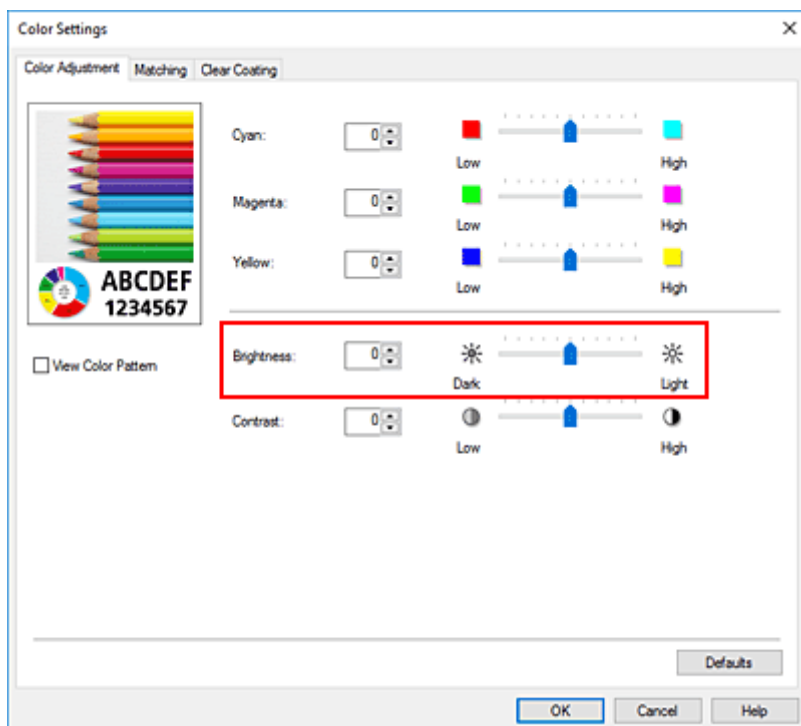 Color Settings
Color Adjustment Matching Clear Coating
Cyan: 0
Low High
Magenta: 0
Low High
Yellow: 0
Low High
ABCDEF
1234567
View Color Pattern
Brightness: 0
Dark Light
Contrast: 0
Low High
Defaults
OK Cancel Help